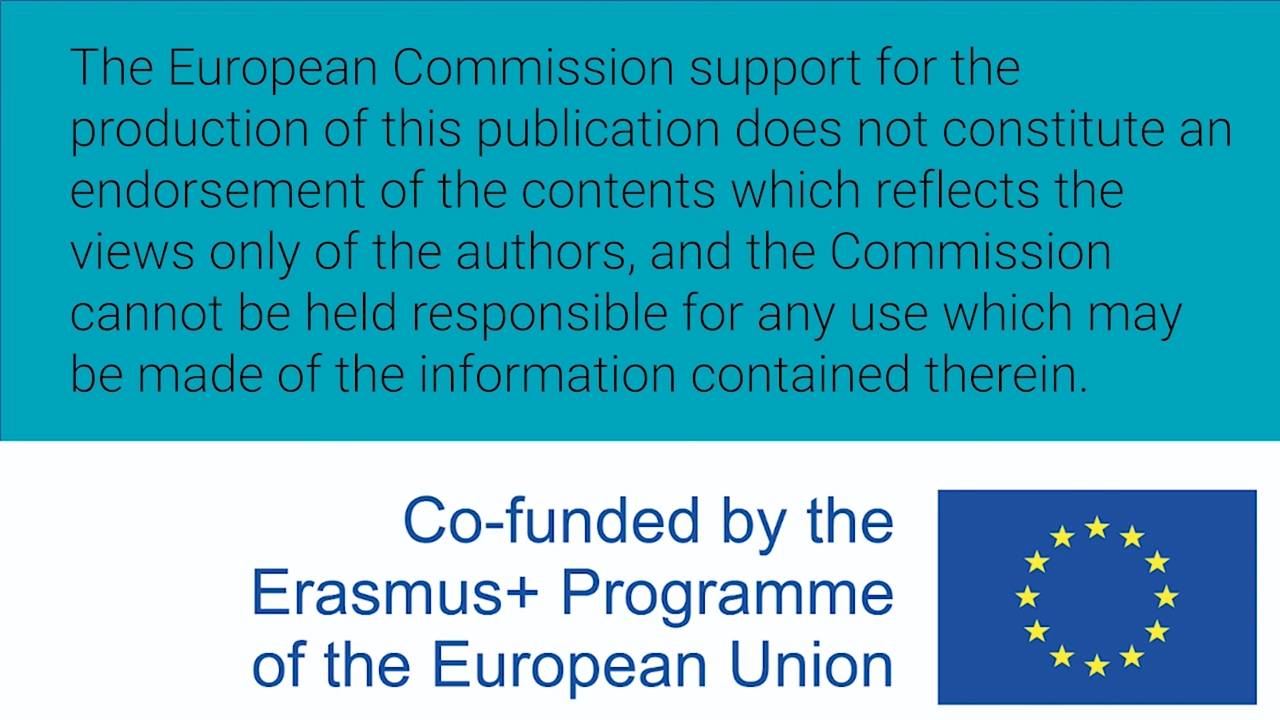 The European Commission support for the
production of this publication does not constitute an
endorsement of the contents which reflects the
views only of the authors, and the Commission
cannot be held responsible for any use which may
be made of the information contained therein.
Co-funded by the
Erasmus+ Programme
of the European Union